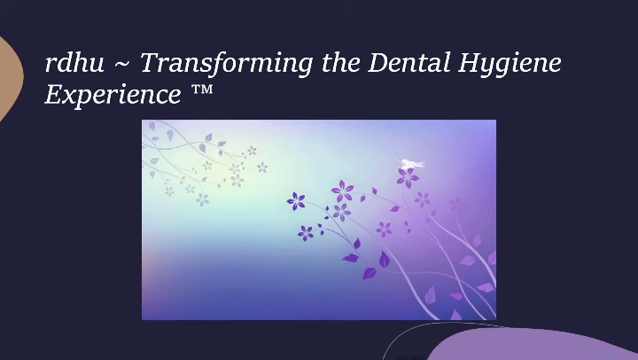 rdhu ~ Transforming the Dental Hygiene
Experience ™